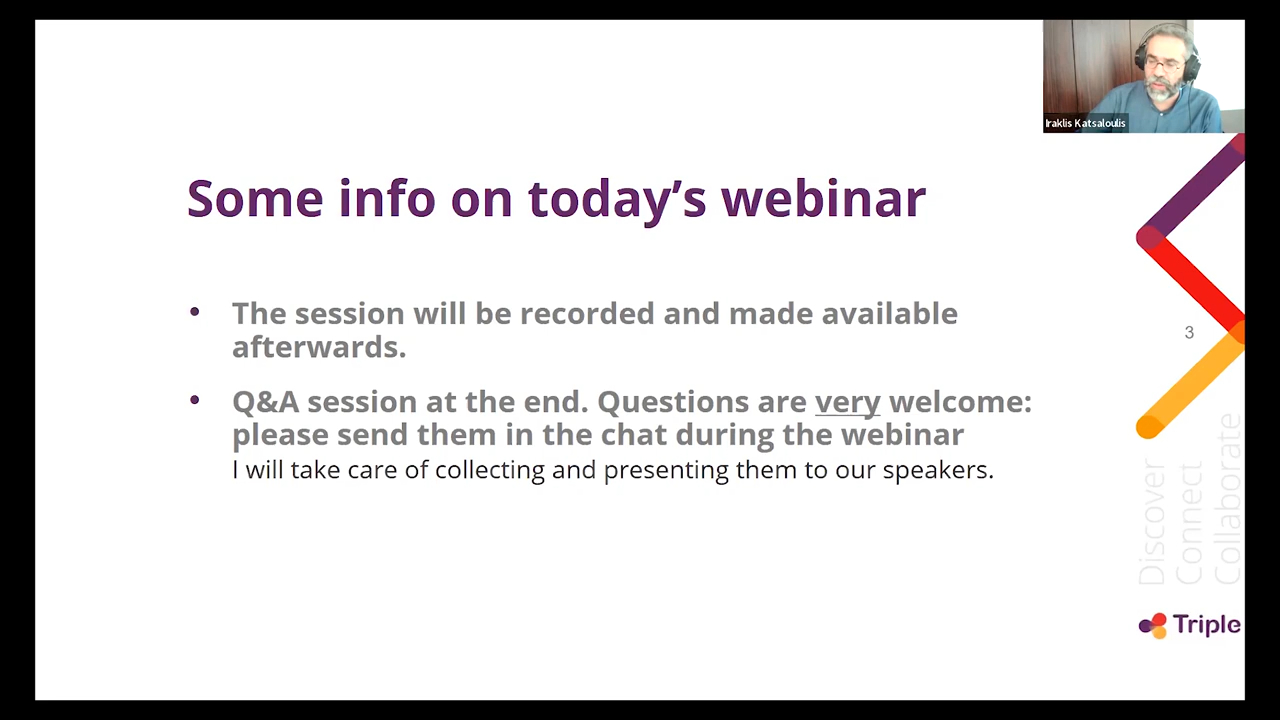 Iraklis Katsaloulis
Some info on today’s webinar
• The session will be recorded and made available
afterwards.
• Q&A session at the end. Questions are very welcome:
please send them in the chat during the webinar
I will take care of collecting and presenting them to our speakers.
3
Discover
Connect
Collaborate
Triple